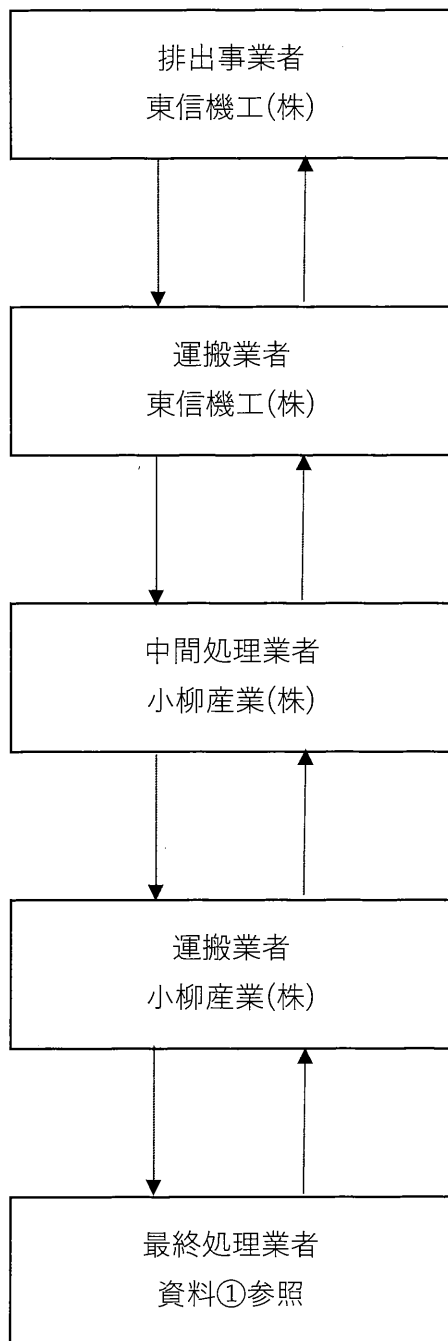 排出事業者
東信機工(株)
運搬業者
東信機工(株)
中間処理業者
小柳産業(株)
運搬業者
小柳産業(株)
最終処理業者
資料①参照